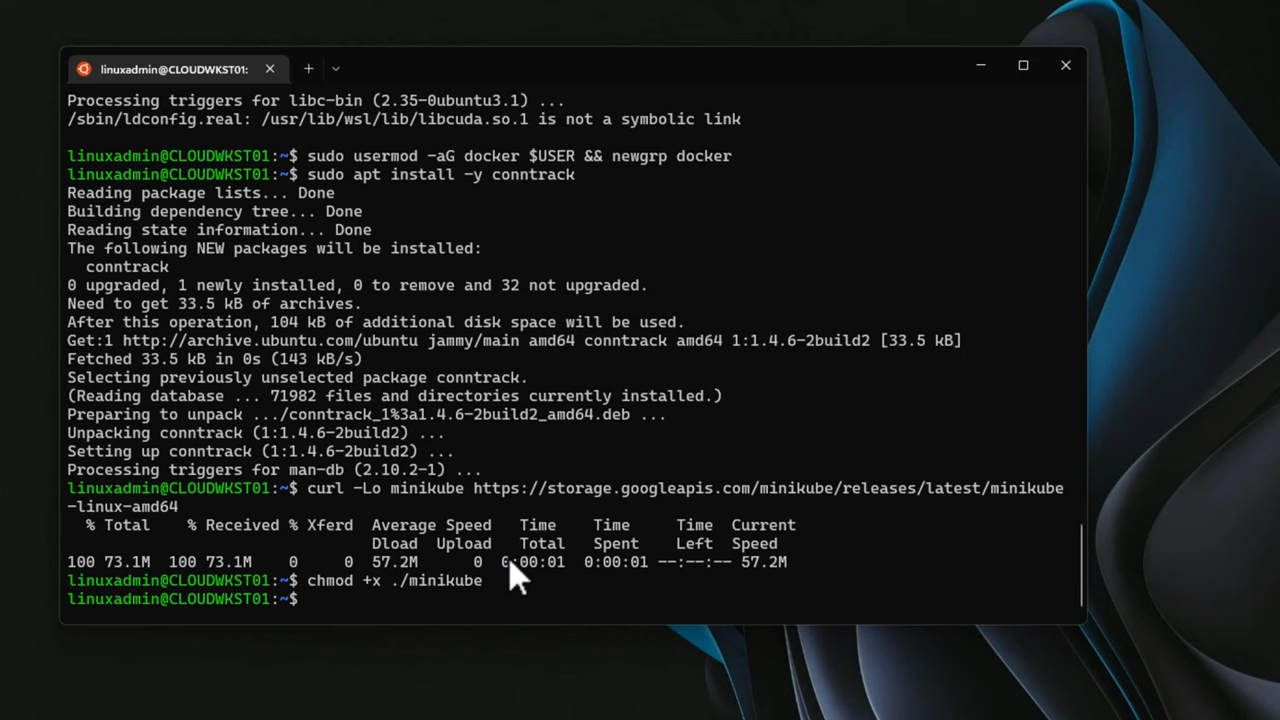 linuxadmin@CLOUDWKST01:
Processing triggers for libc-bin (2.35-0ubuntu3.1) ...
/sbin/ldconfig.real: /usr/lib/wsl/lib/libcuda.so.1 is not a symbolic link
linuxadmin@CLOUDWKST01:~$ sudo usermod -aG docker $USER && newgrp docker
linuxadmin@CLOUDWKST01:~$ sudo apt install -y conntrack
Reading package lists... Done
Building dependency tree... Done
Reading state information... Done
The following NEW packages will be installed:
  conntrack
0 upgraded, 1 newly installed, 0 to remove and 32 not upgraded.
Need to get 33.5 kB of archives.
After this operation, 104 kB of additional disk space will be used.
Get:1 http://archive.ubuntu.com/ubuntu jammy/main amd64 conntrack amd64 1:1.4.6-2build2 [33.5 kB]
Fetched 33.5 kB in 0s (143 kB/s)
Selecting previously unselected package conntrack.
(Reading database ... 71982 files and directories currently installed.)
Preparing to unpack .../conntrack_1%3a1.4.6-2build2_amd64.deb ...
Unpacking conntrack (1:1.4.6-2build2) ...
Setting up conntrack (1:1.4.6-2build2) ...
Processing triggers for man-db (2.10.2-1) ...
linuxadmin@CLOUDWKST01:~$ curl -Lo minikube https://storage.googleapis.com/minikube/releases/latest/minikube
-linux-amd64
  % Total    % Received % Xferd  Average Speed   Time    Time     Time  Current
                                 Dload  Upload   Total   Spent    Left  Speed
100 73.1M  100 73.1M    0     0  57.2M      0  0:00:01  0:00:01 --:--:-- 57.2M
linuxadmin@CLOUDWKST01:~$ chmod +x ./minikube
linuxadmin@CLOUDWKST01:~$